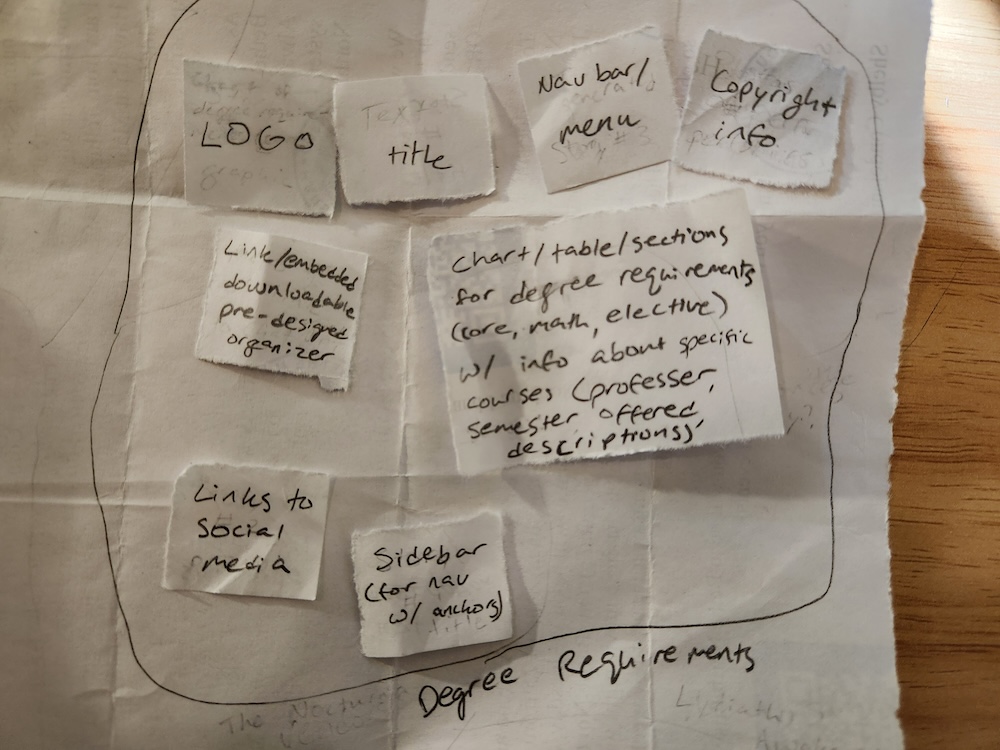 LOGO
title
Nav bar/
menu
Copyright
info
Link/embedded
downloadable
pre-designed
organizer
Chart/table/sections
for degree requirements
(core, math, elective)
w/ info about specific
courses (professer,
semester offered
descriptions)
Links to
Social
media
Sidebar
(for nav
w/ anchors)
Degree Requirements